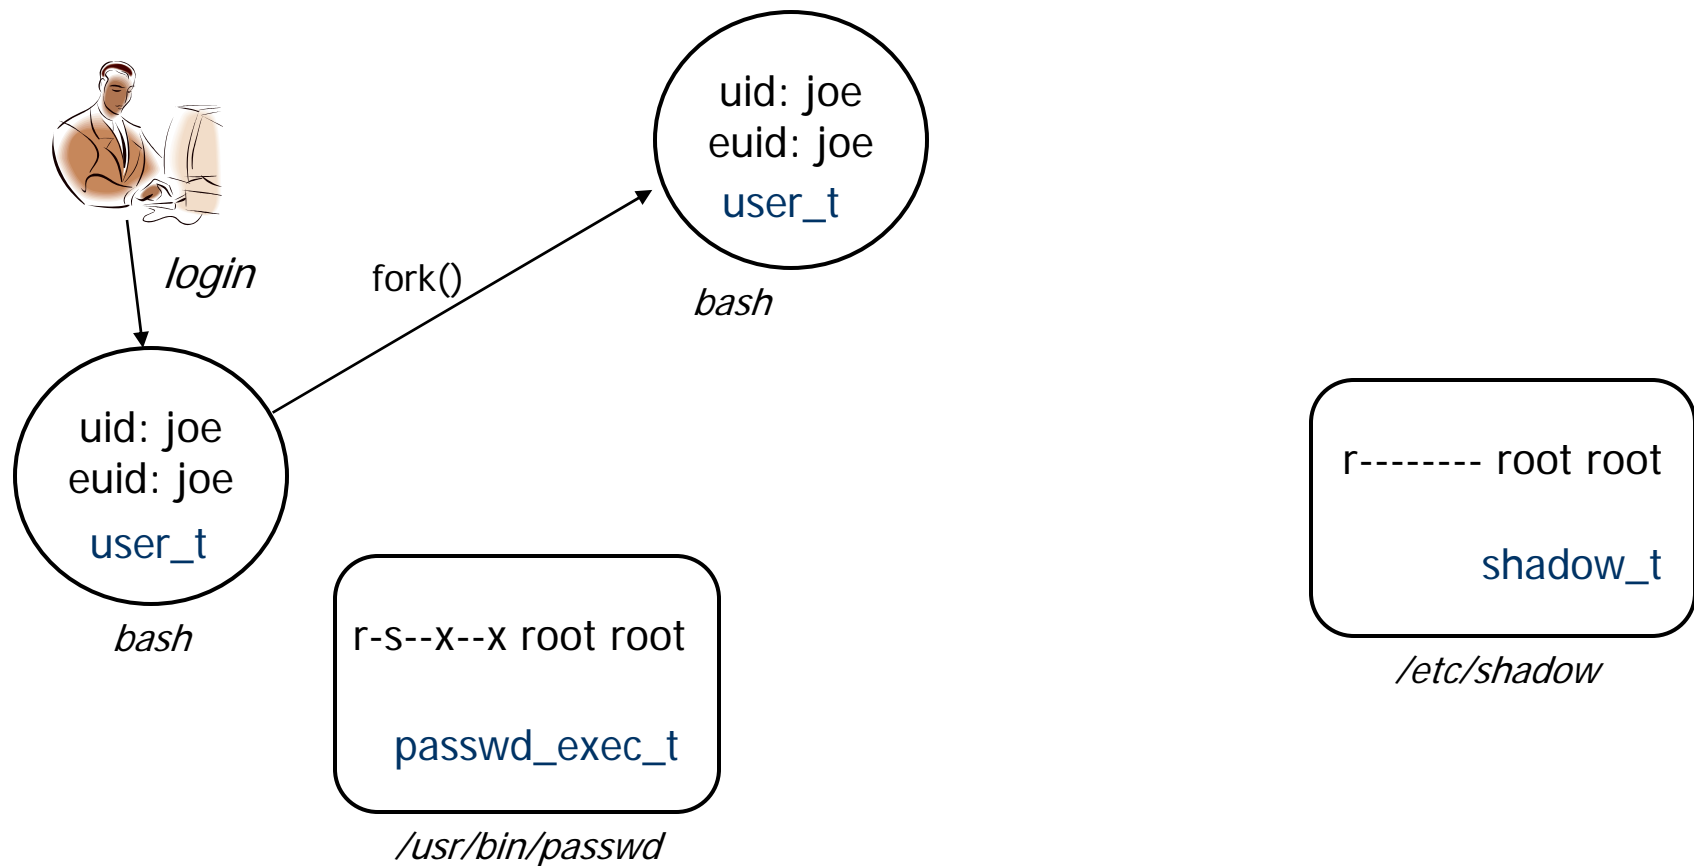 uid: joe
euid: joe
user_t
bash
login
fork()
uid: joe
euid: joe
user_t
bash
r-s--x--x root root
passwd_exec_t
/usr/bin/passwd
r-------- root root
shadow_t
/etc/shadow